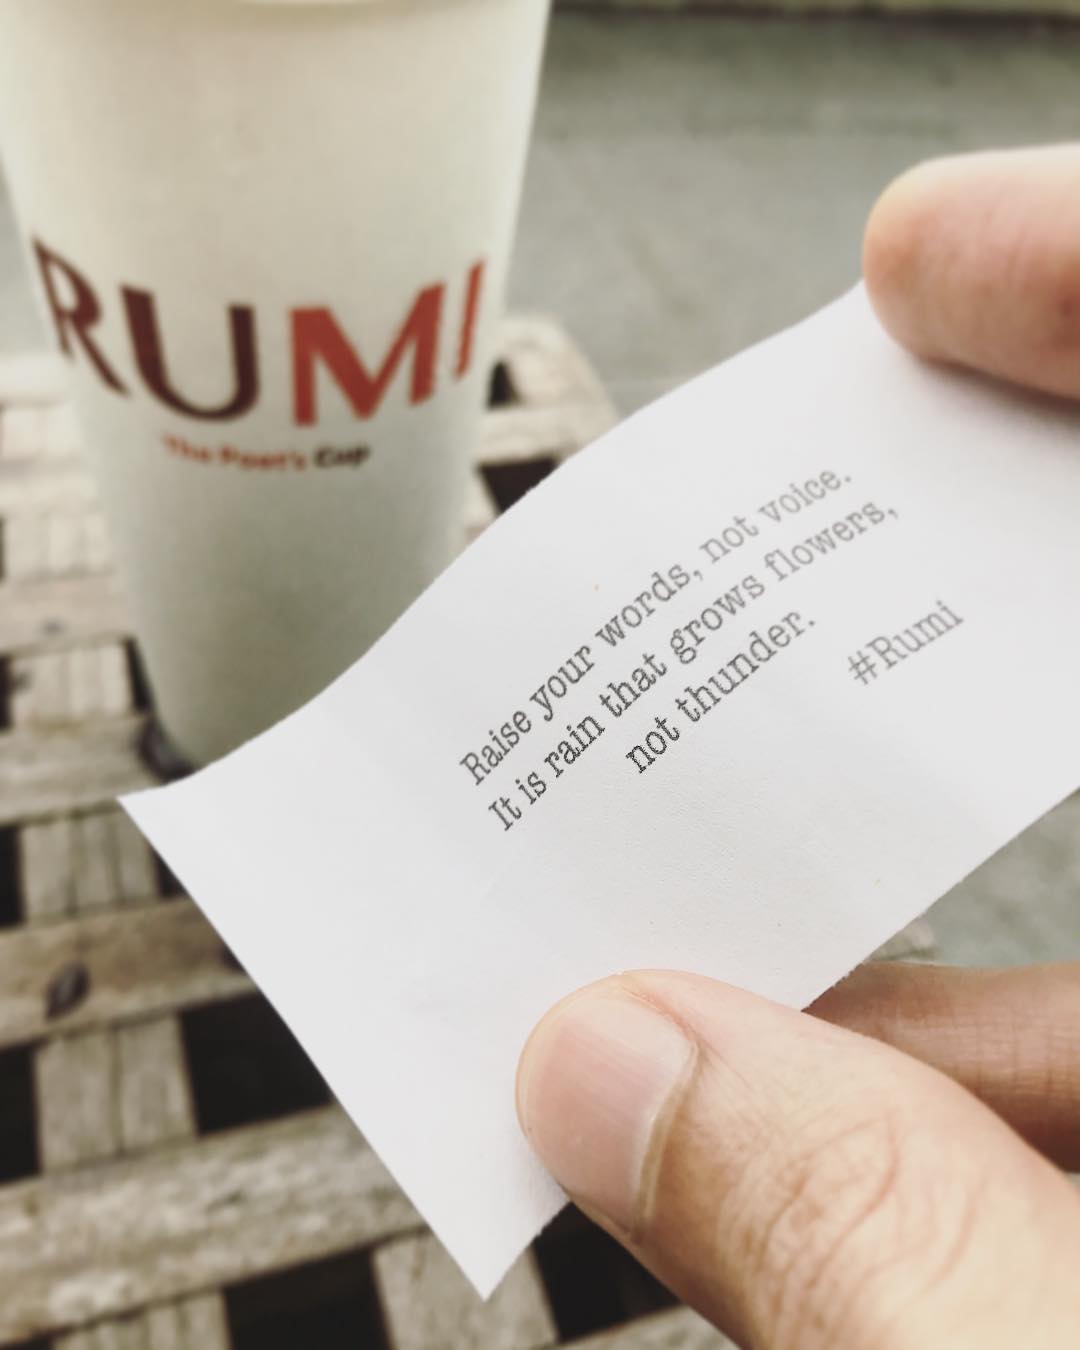 RUMI
The Poet's Cup
Raise your words, not voice.
It is rain that grows flowers,
not thunder.
#Rumi